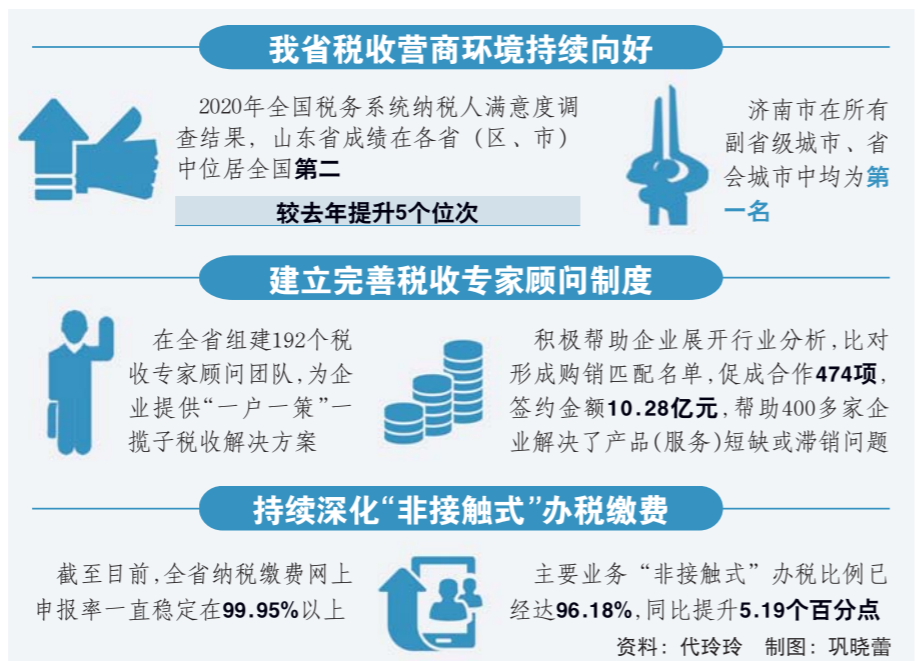 我省税收营商环境持续向好
2020年全国税务系统纳税人满意度调
查结果，山东省成绩在各省（区、市）
中位居全国第二
较去年提升5个位次
济南市在所有
副省级城市、省
会城市中均为第
一名
建立完善税收专家顾问制度
在全省组建192个税
收专家顾问团队,为企
业提供“一户一策”一
揽子税收解决方案
积极帮助企业展开行业分析,比对
形成购销匹配名单,促成合作474项,
签约金额10.28亿元,帮助400多家企
业解决了产品(服务)短缺或滞销问题
持续深化“非接触式”办税缴费
截至目前,全省纳税缴费网上
申报率一直稳定在99.95%以上
主要业务“非接触式”办税比例已
经达96.18%,同比提升5.19个百分点
资料：代玲玲 制图：巩晓蕾